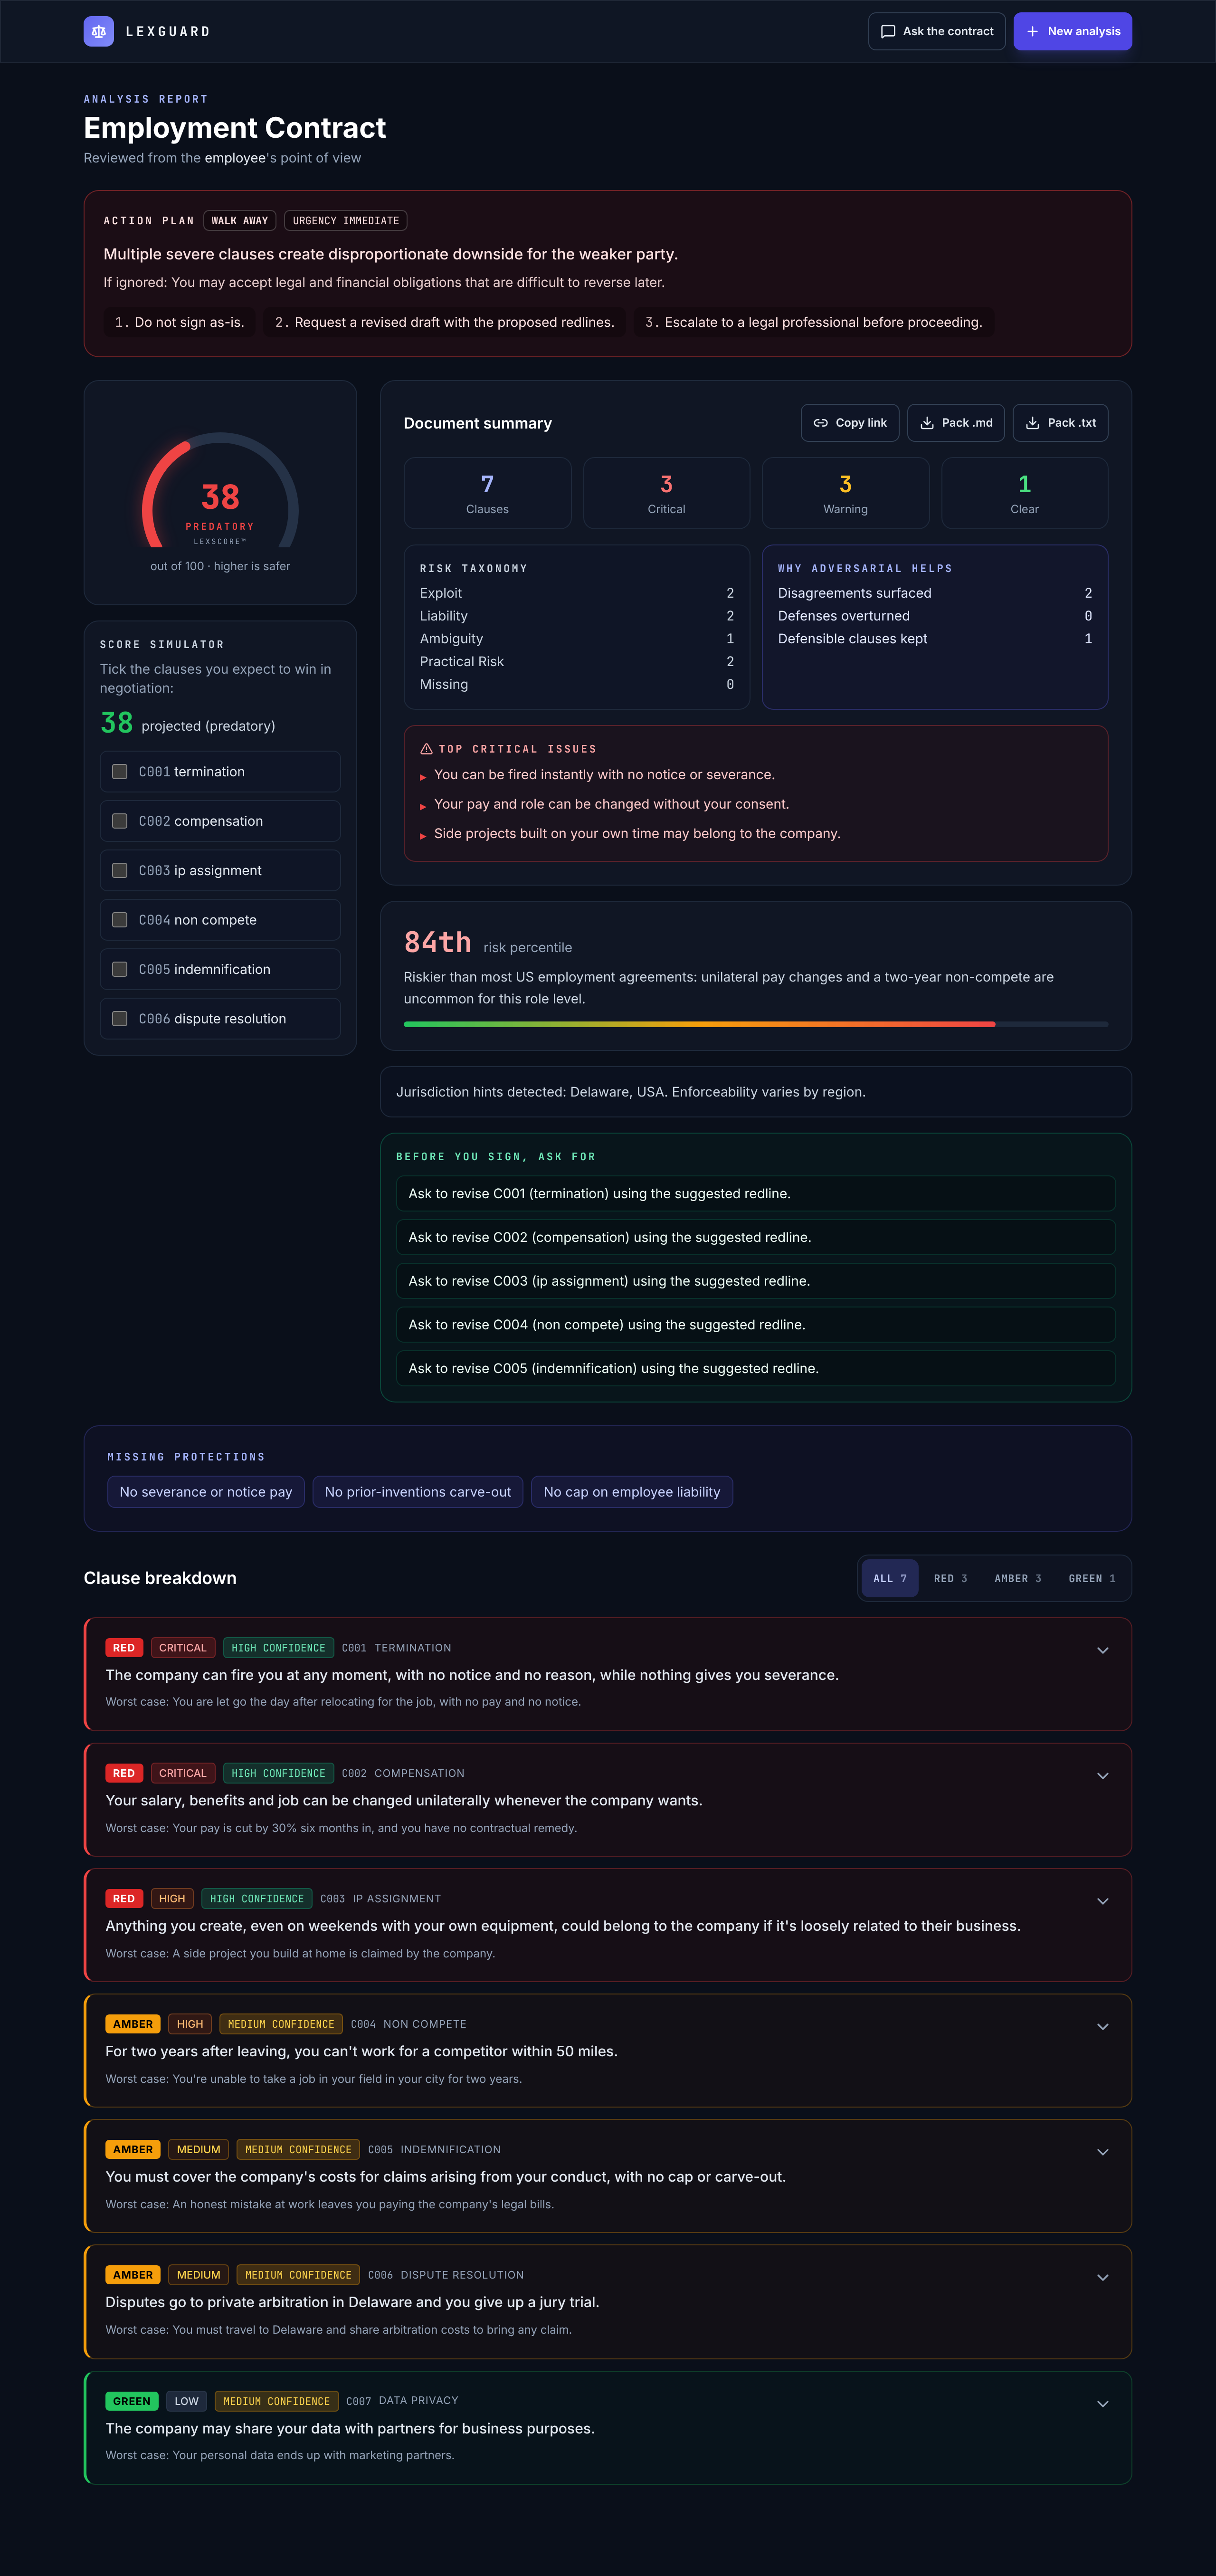 LEXGUARD
Ask the contract
New analysis
ANALYSIS REPORT
Employment Contract
Reviewed from the employee's point of view
ACTION PLAN WALK AWAY URGENCY IMMEDIATE
Multiple severe clauses create disproportionate downside for the weaker party.
If ignored: You may accept legal and financial obligations that are difficult to reverse later.
1. Do not sign as-is. 2. Request a revised draft with the proposed redlines. 3. Escalate to a legal professional before proceeding.
38
PREDATORY
LEXSCORE™
out of 100 · higher is safer
SCORE SIMULATOR
Tick the clauses you expect to win in
negotiation:
38 projected (predatory)
C001 termination
C002 compensation
C003 ip assignment
C004 non compete
C005 indemnification
C006 dispute resolution
Document summary
Copy link
Pack .md
Pack .txt
7
Clauses
3
Critical
3
Warning
1
Clear
RISK TAXONOMY
Exploit 2
Liability 2
Ambiguity 1
Practical Risk 2
Missing 0
WHY ADVERSARIAL HELPS
Disagreements surfaced 2
Defenses overturned 0
Defensible clauses kept 1
TOP CRITICAL ISSUES
▸ You can be fired instantly with no notice or severance.
▸ Your pay and role can be changed without your consent.
▸ Side projects built on your own time may belong to the company.
84th risk percentile
Riskier than most US employment agreements: unilateral pay changes and a two-year non-compete are
uncommon for this role level.
Jurisdiction hints detected: Delaware, USA. Enforceability varies by region.
BEFORE YOU SIGN, ASK FOR
Ask to revise C001 (termination) using the suggested redline.
Ask to revise C002 (compensation) using the suggested redline.
Ask to revise C003 (ip assignment) using the suggested redline.
Ask to revise C004 (non compete) using the suggested redline.
Ask to revise C005 (indemnification) using the suggested redline.
MISSING PROTECTIONS
No severance or notice pay
No prior-inventions carve-out
No cap on employee liability
Clause breakdown
ALL 7 RED 3 AMBER 3 GREEN 1
RED CRITICAL HIGH CONFIDENCE C001 TERMINATION
The company can fire you at any moment, with no notice and no reason, while nothing gives you severance.
Worst case: You are let go the day after relocating for the job, with no pay and no notice.
RED CRITICAL HIGH CONFIDENCE C002 COMPENSATION
Your salary, benefits and job can be changed unilaterally whenever the company wants.
Worst case: Your pay is cut by 30% six months in, and you have no contractual remedy.
RED HIGH HIGH CONFIDENCE C003 IP ASSIGNMENT
Anything you create, even on weekends with your own equipment, could belong to the company if it's loosely related to their business.
Worst case: A side project you build at home is claimed by the company.
AMBER HIGH MEDIUM CONFIDENCE C004 NON COMPETE
For two years after leaving, you can't work for a competitor within 50 miles.
Worst case: You're unable to take a job in your field in your city for two years.
AMBER MEDIUM MEDIUM CONFIDENCE C005 INDEMNIFICATION
You must cover the company's costs for claims arising from your conduct, with no cap or carve-out.
Worst case: An honest mistake at work leaves you paying the company's legal bills.
AMBER MEDIUM MEDIUM CONFIDENCE C006 DISPUTE RESOLUTION
Disputes go to private arbitration in Delaware and you give up a jury trial.
Worst case: You must travel to Delaware and share arbitration costs to bring any claim.
GREEN LOW MEDIUM CONFIDENCE C007 DATA PRIVACY
The company may share your data with partners for business purposes.
Worst case: Your personal data ends up with marketing partners.